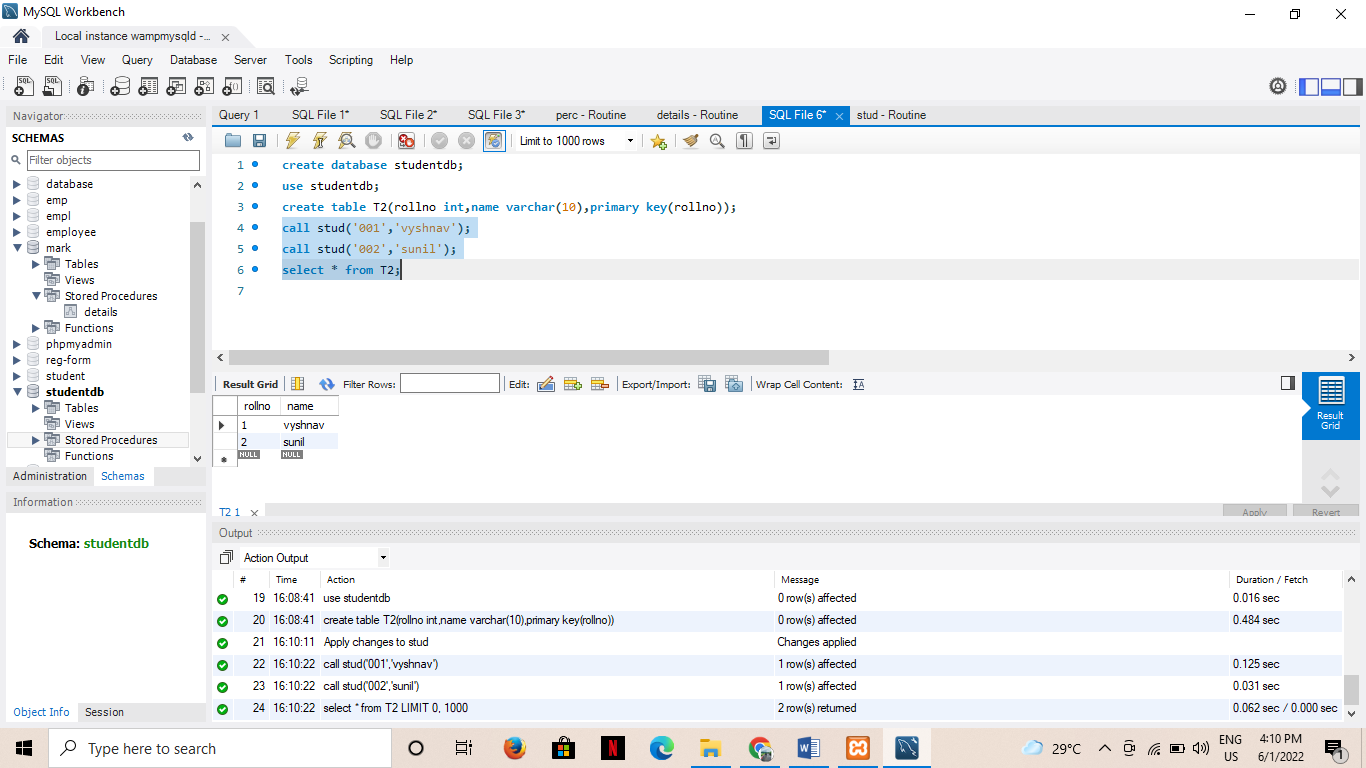 MySQL Workbench
Local instance wampmysqld -...
File Edit View Query Database Server Tools Scripting Help
Navigator
SCHEMAS
Filter objects
database
emp
empl
employee
mark
Tables
Views
Stored Procedures
details
Functions
phpmyadmin
reg-form
student
studentdb
Tables
Views
Stored Procedures
Functions
Administration Schemas
Information
Schema: studentdb
Object Info Session
Query 1 SQL File 1* SQL File 2* SQL File 3* perc - Routine details - Routine SQL File 6* stud - Routine
Limit to 1000 rows
1 create database studentdb;
2 use studentdb;
3 create table T2(rollno int,name varchar(10),primary key(rollno));
4 call stud('001','vyshnav');
5 call stud('002','sunil');
6 select * from T2;
7
Result Grid Filter Rows: Edit: Export/Import: Wrap Cell Content:
rollno name
1 vyshnav
2 sunil
NULL NULL
Result Grid
T2 1 Apply Revert
Output
Action Output
# Time Action Message Duration / Fetch
19 16:08:41 use studentdb 0 row(s) affected 0.016 sec
20 16:08:41 create table T2(rollno int,name varchar(10),primary key(rollno)) 0 row(s) affected 0.484 sec
21 16:10:11 Apply changes to stud Changes applied
22 16:10:22 call stud('001','vyshnav') 1 row(s) affected 0.125 sec
23 16:10:22 call stud('002','sunil') 1 row(s) affected 0.031 sec
24 16:10:22 select * from T2 LIMIT 0, 1000 2 row(s) returned 0.062 sec / 0.000 sec
Type here to search
29°C
ENG
US
4:10 PM
6/1/2022
1